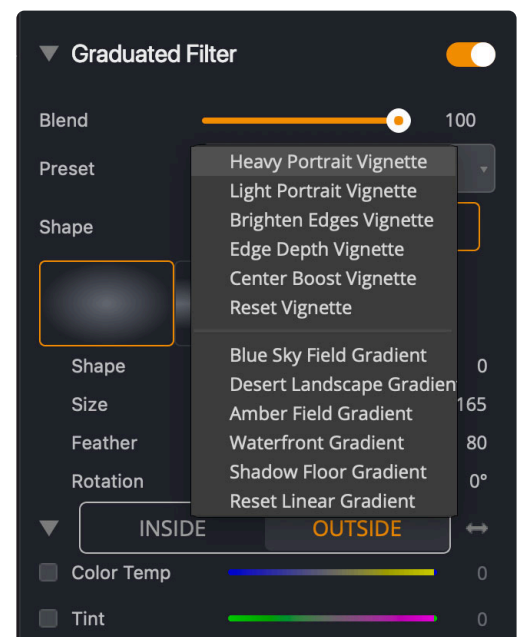 Graduated Filter
Blend 100
Preset
Heavy Portrait Vignette
Light Portrait Vignette
Brighten Edges Vignette
Edge Depth Vignette
Center Boost Vignette
Reset Vignette
Blue Sky Field Gradient
Desert Landscape Gradien
Amber Field Gradient
Waterfront Gradient
Shadow Floor Gradient
Reset Linear Gradient
Shape
Shape 0
Size 165
Feather 80
Rotation 0°
INSIDE OUTSIDE
Color Temp 0
Tint 0